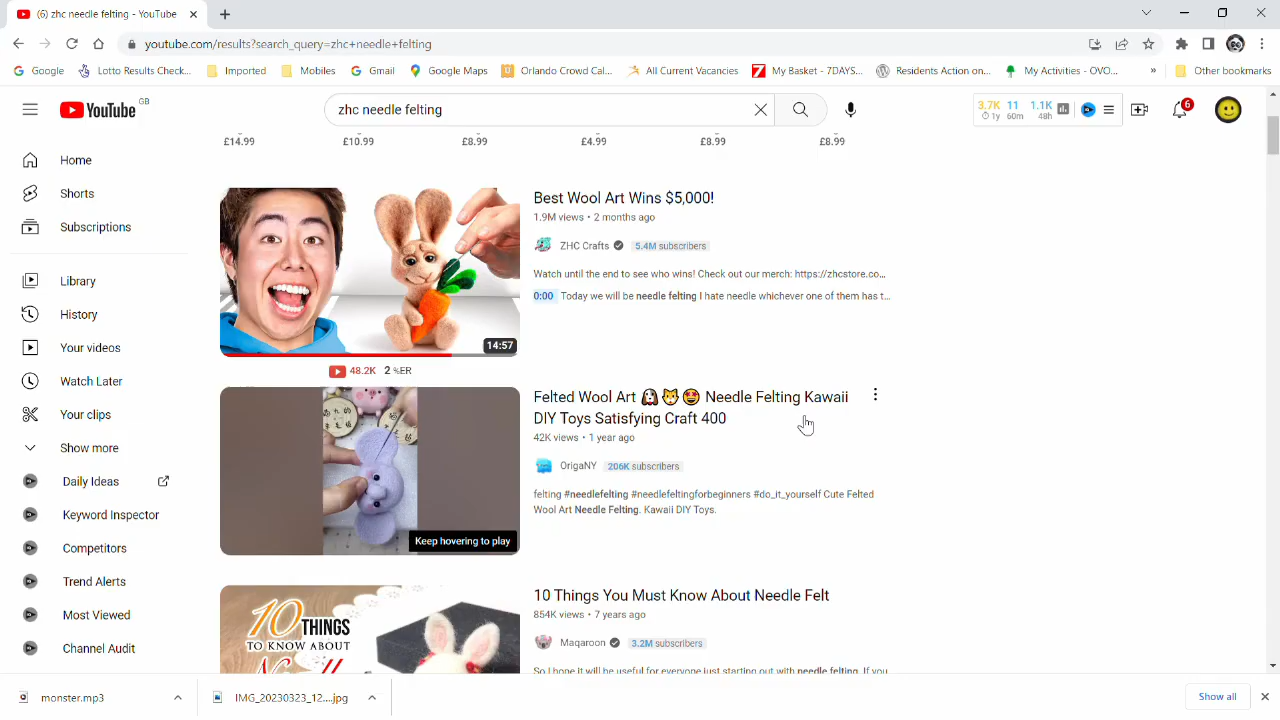 (6) zhc needle felting - YouTube
youtube.com/results?search_query=zhc+needle+felting
Google
Lotto Results Check...
Imported
Mobiles
Gmail
Google Maps
Orlando Crowd Cal...
All Current Vacancies
My Basket - 7DAYS...
Residents Action on...
My Activities - OVO...
»
Other bookmarks
YouTube GB
zhc needle felting
3.7K 11 1.1K
1y 60m 48h
6
£14.99 £10.99 £8.99 £4.99 £8.99 £8.99
Home
Shorts
Subscriptions
Library
History
Your videos
Watch Later
Your clips
Show more
Daily Ideas
Keyword Inspector
Competitors
Trend Alerts
Most Viewed
Channel Audit
14:57
Best Wool Art Wins $5,000!
1.9M views • 2 months ago
ZHC Crafts 5.4M subscribers
Watch until the end to see who wins! Check out our merch: https://zhcstore.co...
0:00 Today we will be needle felting I hate needle whichever one of them has t...
48.2K 2 %ER
Keep hovering to play
Felted Wool Art 🐶🐱🤩 Needle Felting Kawaii
DIY Toys Satisfying Craft 400
42K views • 1 year ago
OrigaNY 206K subscribers
felting #needlefelting #needlefeltingforbeginners #do_it_yourself Cute Felted
Wool Art Needle Felting. Kawaii DIY Toys.
10 THINGS
TO KNOW ABOUT
10 Things You Must Know About Needle Felt
854K views • 7 years ago
Maqaroon 3.2M subscribers
So I hope it will be useful for everyone just starting out with needle felting. If you
monster.mp3
IMG_20230323_12....jpg
Show all